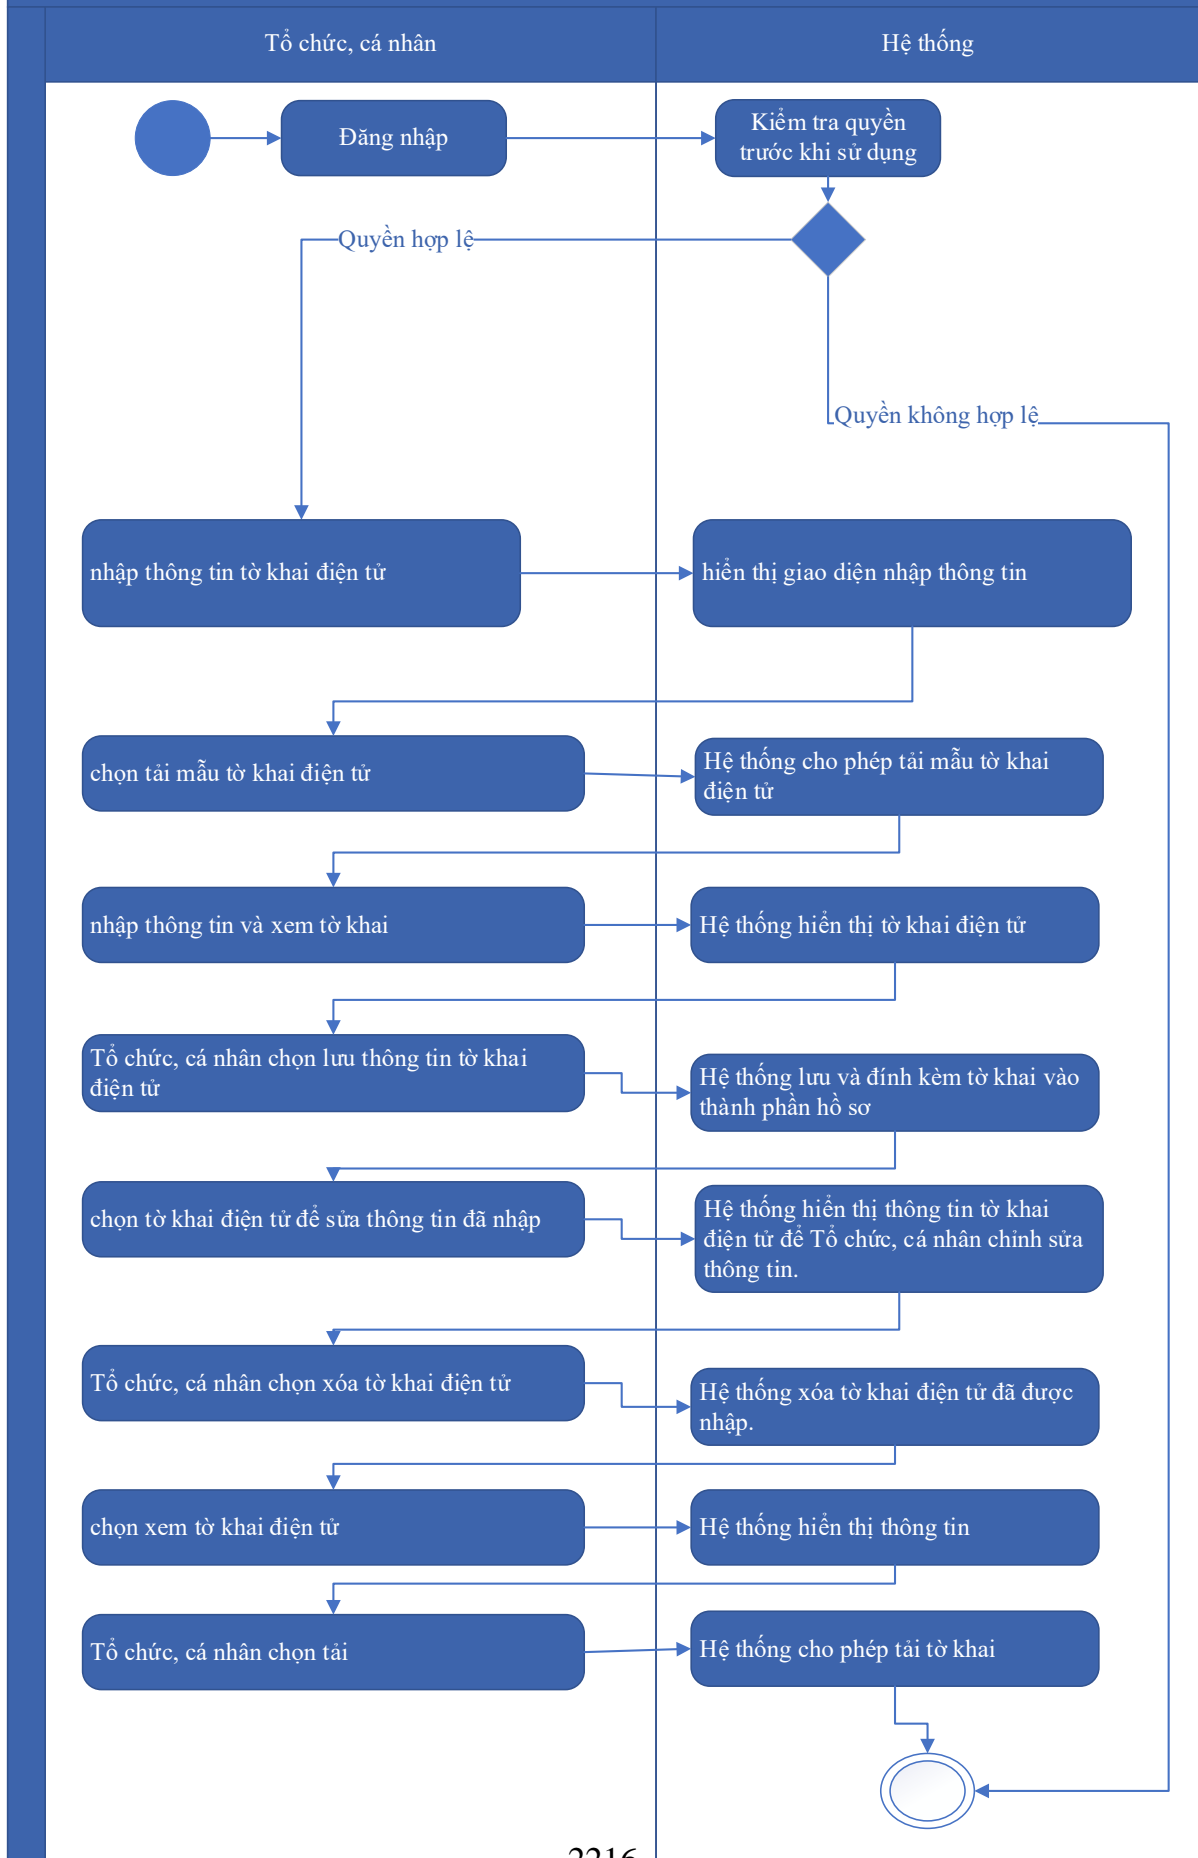 Tổ chức, cá nhân
Hệ thống
Đăng nhập
Kiểm tra quyền
trước khi sử dụng
Quyền hợp lệ
Quyền không hợp lệ
nhập thông tin tờ khai điện tử
hiển thị giao diện nhập thông tin
chọn tải mẫu tờ khai điện tử
Hệ thống cho phép tải mẫu tờ khai
điện tử
nhập thông tin và xem tờ khai
Hệ thống hiển thị tờ khai điện tử
Tổ chức, cá nhân chọn lưu thông tin tờ khai
điện tử
Hệ thống lưu và đính kèm tờ khai vào
thành phần hồ sơ
chọn tờ khai điện tử để sửa thông tin đã nhập
Hệ thống hiển thị thông tin tờ khai
điện tử để Tổ chức, cá nhân chỉnh sửa
thông tin.
Tổ chức, cá nhân chọn xóa tờ khai điện tử
Hệ thống xóa tờ khai điện tử đã được
nhập.
chọn xem tờ khai điện tử
Hệ thống hiển thị thông tin
Tổ chức, cá nhân chọn tải
Hệ thống cho phép tải tờ khai
2216